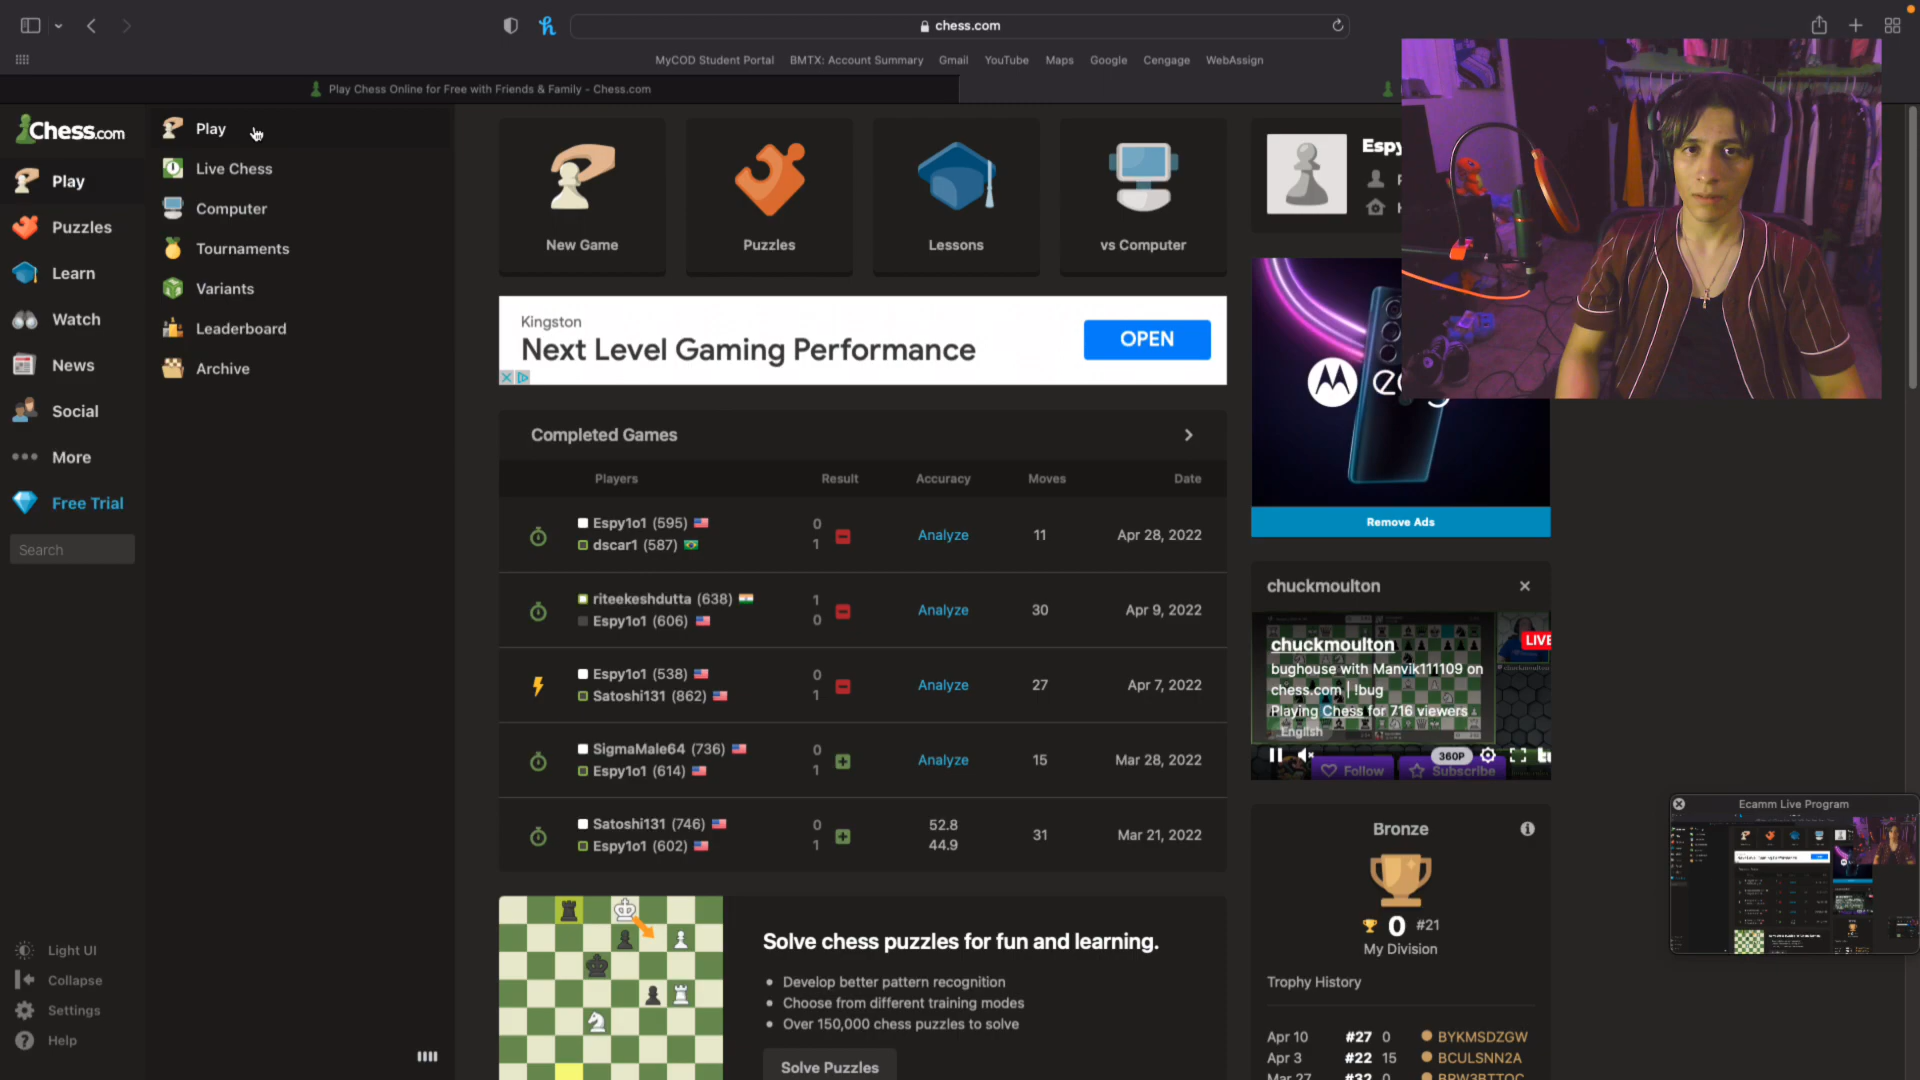 chess.com
MyCOD Student Portal
BMTX: Account Summary
Gmail
YouTube
Maps
Google
Cengage
WebAssign
Play Chess Online for Free with Friends & Family - Chess.com
Chess.com
Play
Puzzles
Learn
Watch
News
Social
More
Free Trial
Search
Light UI
Collapse
Settings
Help
Play
Live Chess
Computer
Tournaments
Variants
Leaderboard
Archive
New Game
Puzzles
Lessons
vs Computer
Kingston
Next Level Gaming Performance
OPEN
Completed Games
Players Result Accuracy Moves Date
Espy1o1 (595) 0
dscar1 (587) 1
Analyze 11 Apr 28, 2022
riteekeshdutta (638) 1
Espy1o1 (606) 0
Analyze 30 Apr 9, 2022
Espy1o1 (538) 0
Satoshi131 (862) 1
Analyze 27 Apr 7, 2022
SigmaMale64 (736) 0
Espy1o1 (614) 1
Analyze 15 Mar 28, 2022
Satoshi131 (746) 0 52.8
Espy1o1 (602) 1 44.9
31 Mar 21, 2022
Solve chess puzzles for fun and learning.
Develop better pattern recognition
Choose from different training modes
Over 150,000 chess puzzles to solve
Solve Puzzles
Espy
Remove Ads
chuckmoulton
LIVE
chuckmoulton
bughouse with Manvik111109 on
chess.com | !bug
Playing Chess for 716 viewers
English
360P
Follow
Subscribe
Bronze
0 #21
My Division
Trophy History
Apr 10 #27 0 BYKMSDZGW
Apr 3 #22 15 BCULSNN2A
Mar 27 #32 0 BPW3BTTQC
Ecamm Live Program